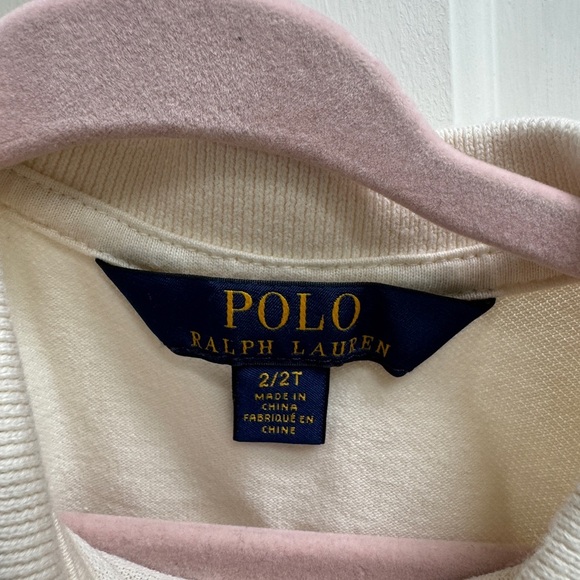 POLO
RALPH LAUREN
2/2T
MADE IN
CHINA
FABRIQUÉ EN
CHINE